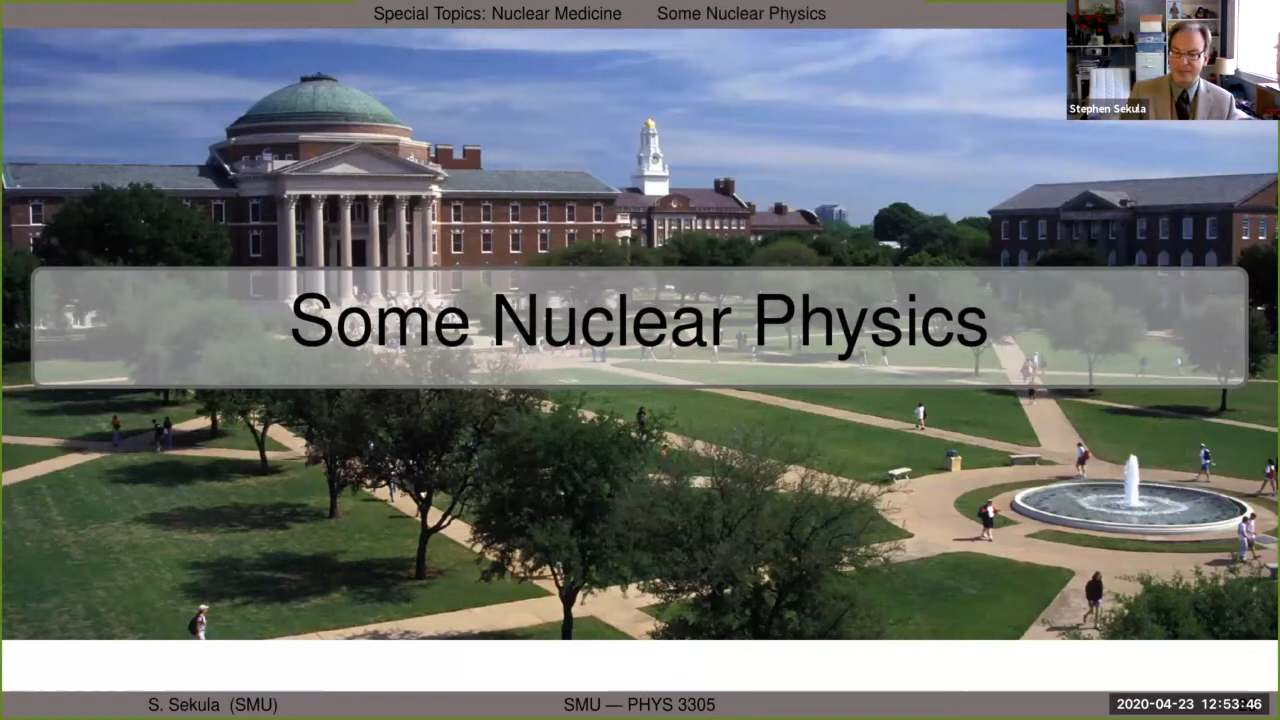 Special Topics: Nuclear Medicine Some Nuclear Physics
Stephen Sekula
Some Nuclear Physics
S. Sekula (SMU) SMU — PHYS 3305 2020-04-23 12:53:46